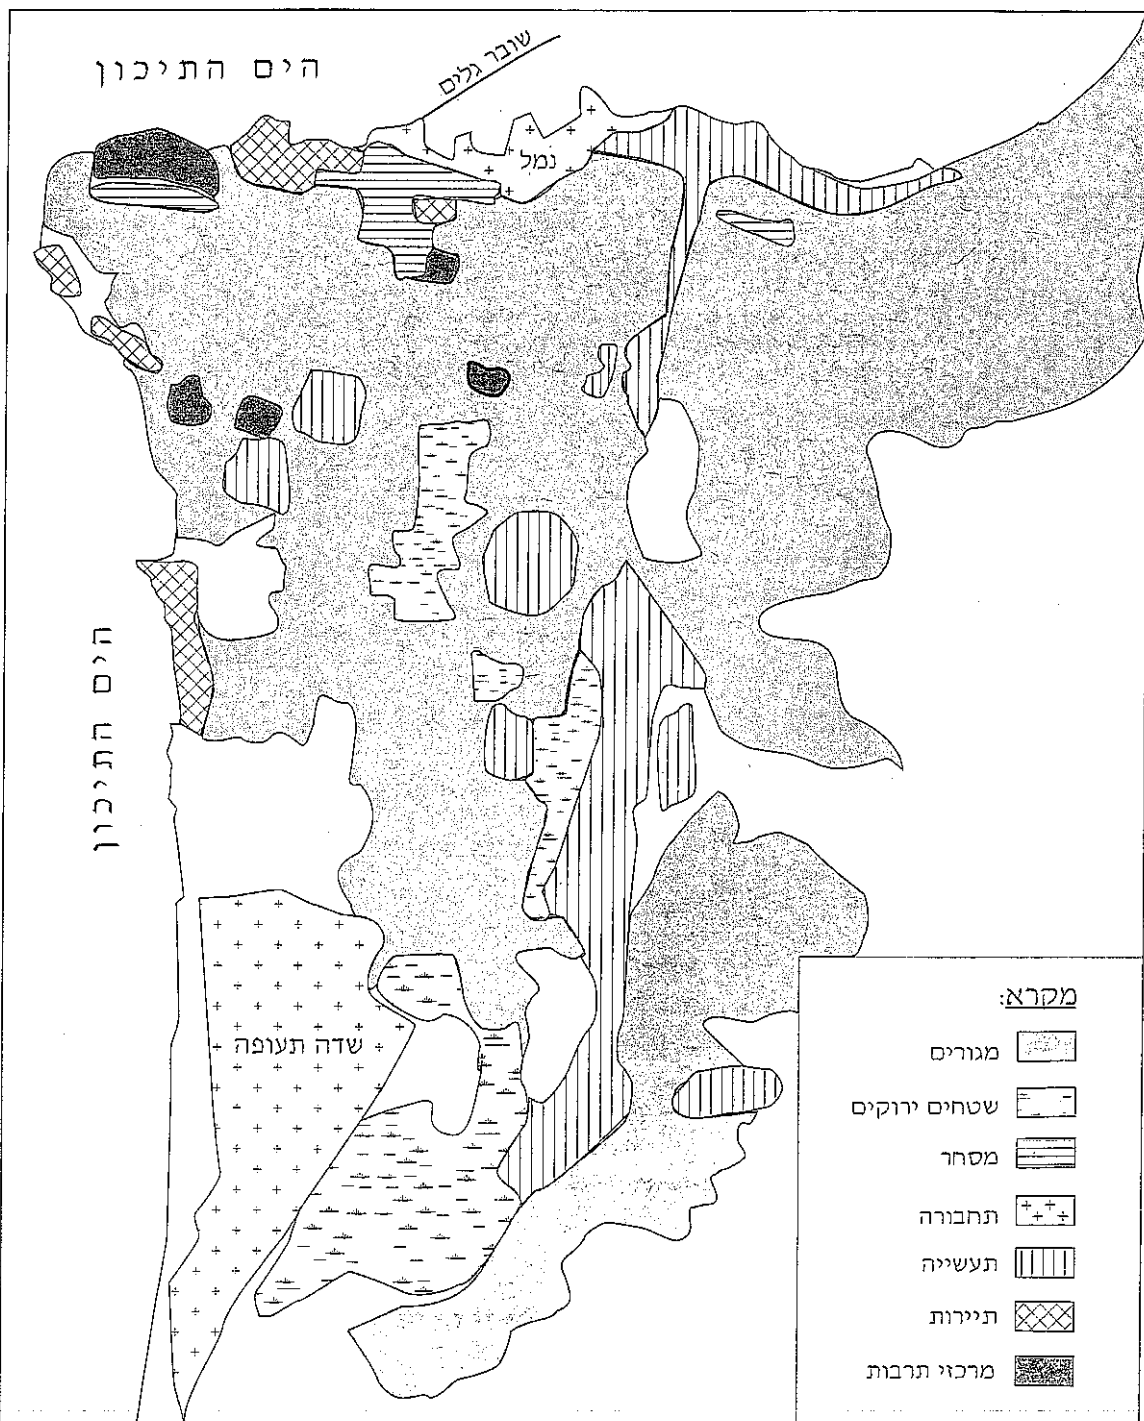 הים התיכון
שובר גלים
נמל
הים התיכון
שדה תעופה
מקרא:
מגורים
שטחים ירוקים
מסחר
תחבורה
תעשייה
תיירות
מרכזי תרבות